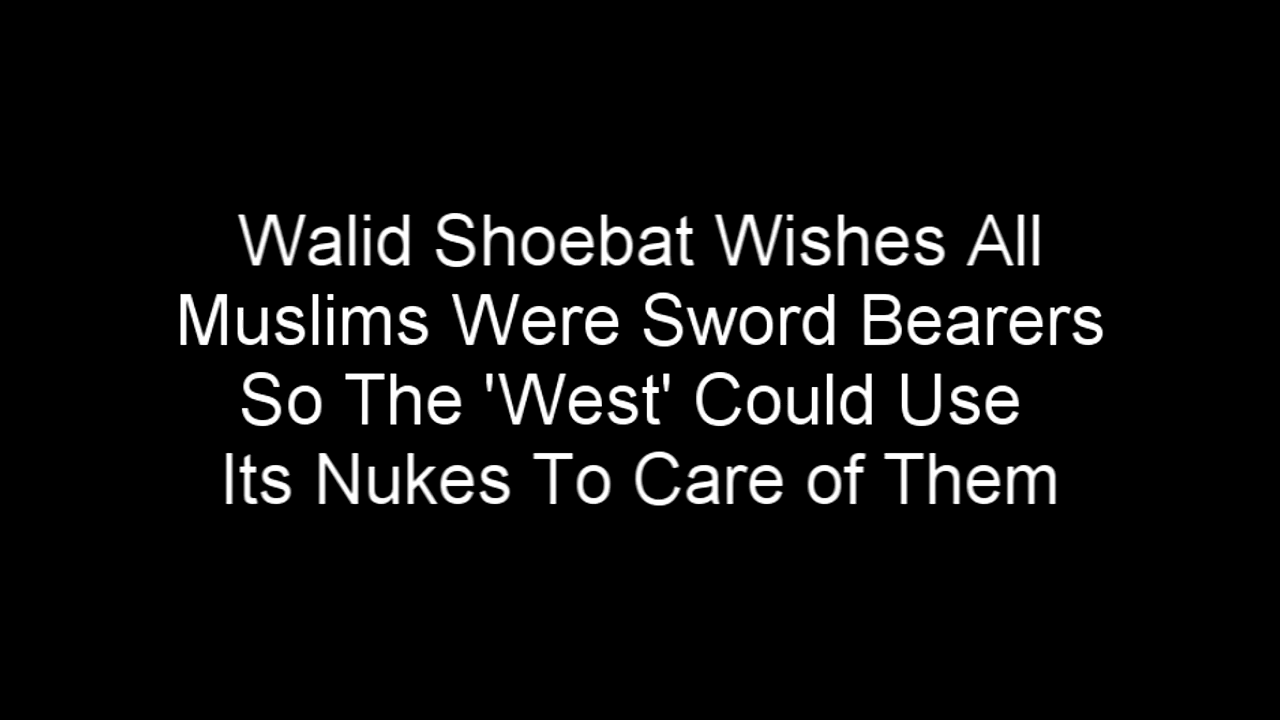 Walid Shoebat Wishes All
Muslims Were Sword Bearers
So The 'West' Could Use
Its Nukes To Care of Them